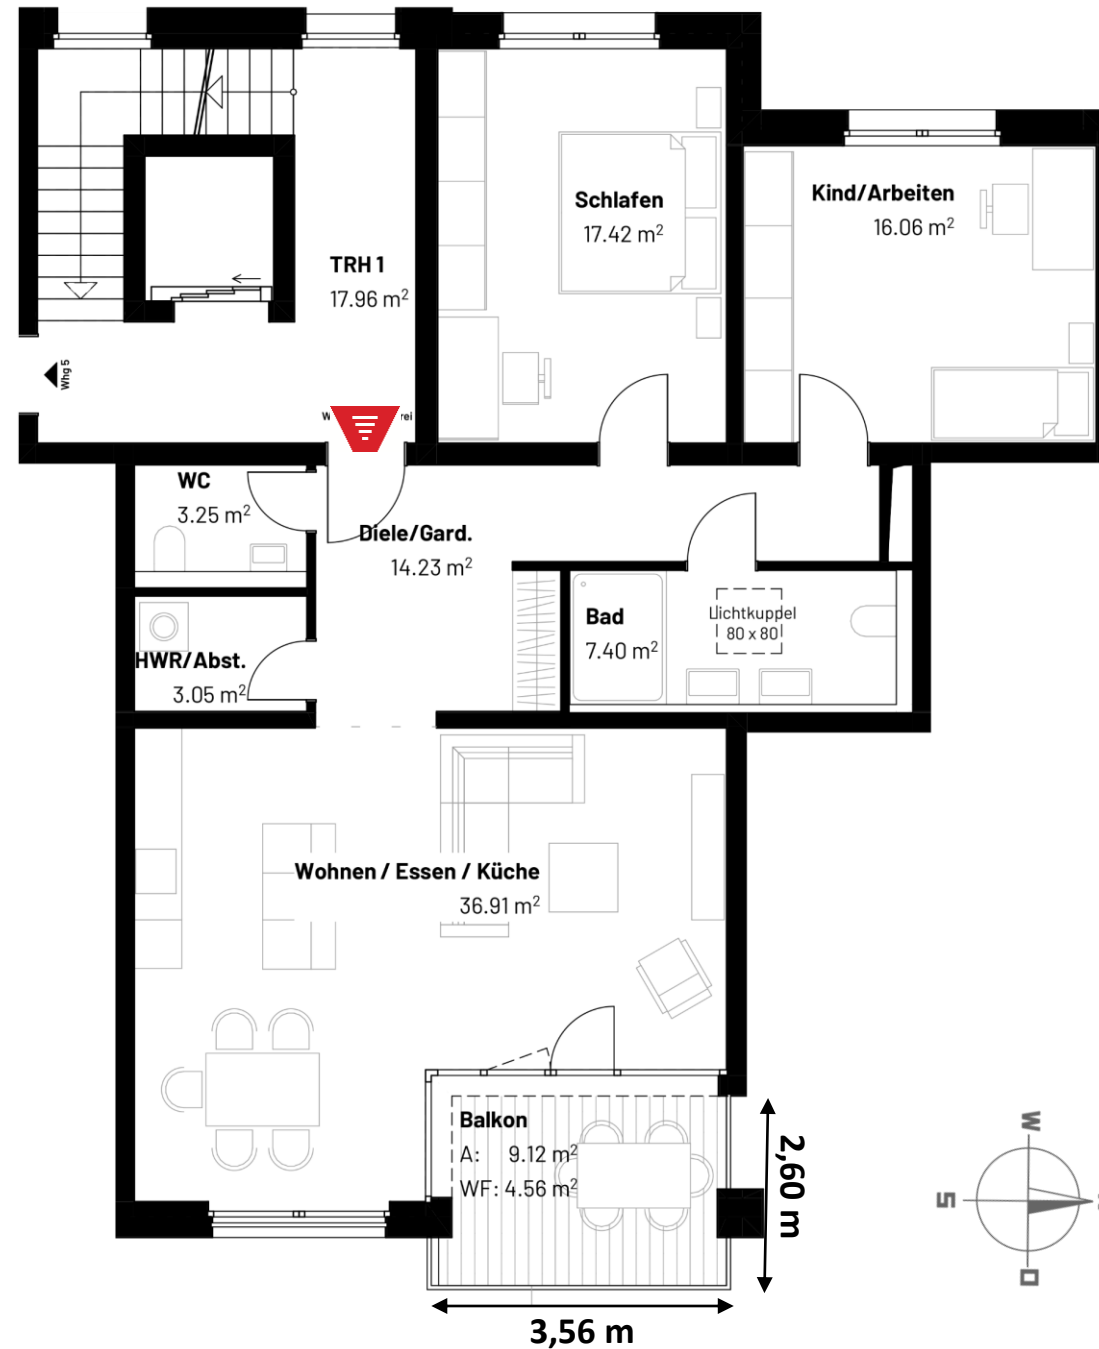 Schlafen
17.42 m²
Kind/Arbeiten
16.06 m²
TRH 1
17.96 m²
Whg 5
W
rei
WC
3.25 m²
Diele/Gard.
14.23 m²
Bad
7.40 m²
Lichtkuppel
80 x 80
HWR/Abst.
3.05 m²
Wohnen / Essen / Küche
36.91 m²
Balkon
A: 9.12 m²
WF: 4.56 m²
2,60 m
3,56 m
W
S
O